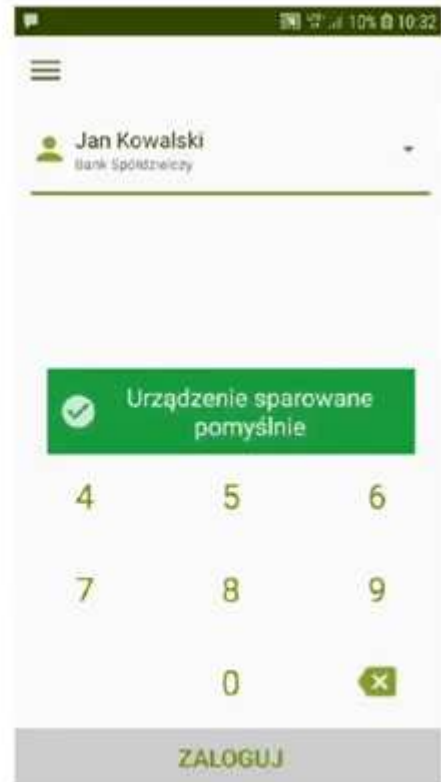 10% 10:32
Jan Kowalski
Bank Spółdzielczy
Urządzenie sparowane
pomyślnie
4 5 6
7 8 9
0
ZALOGUJ